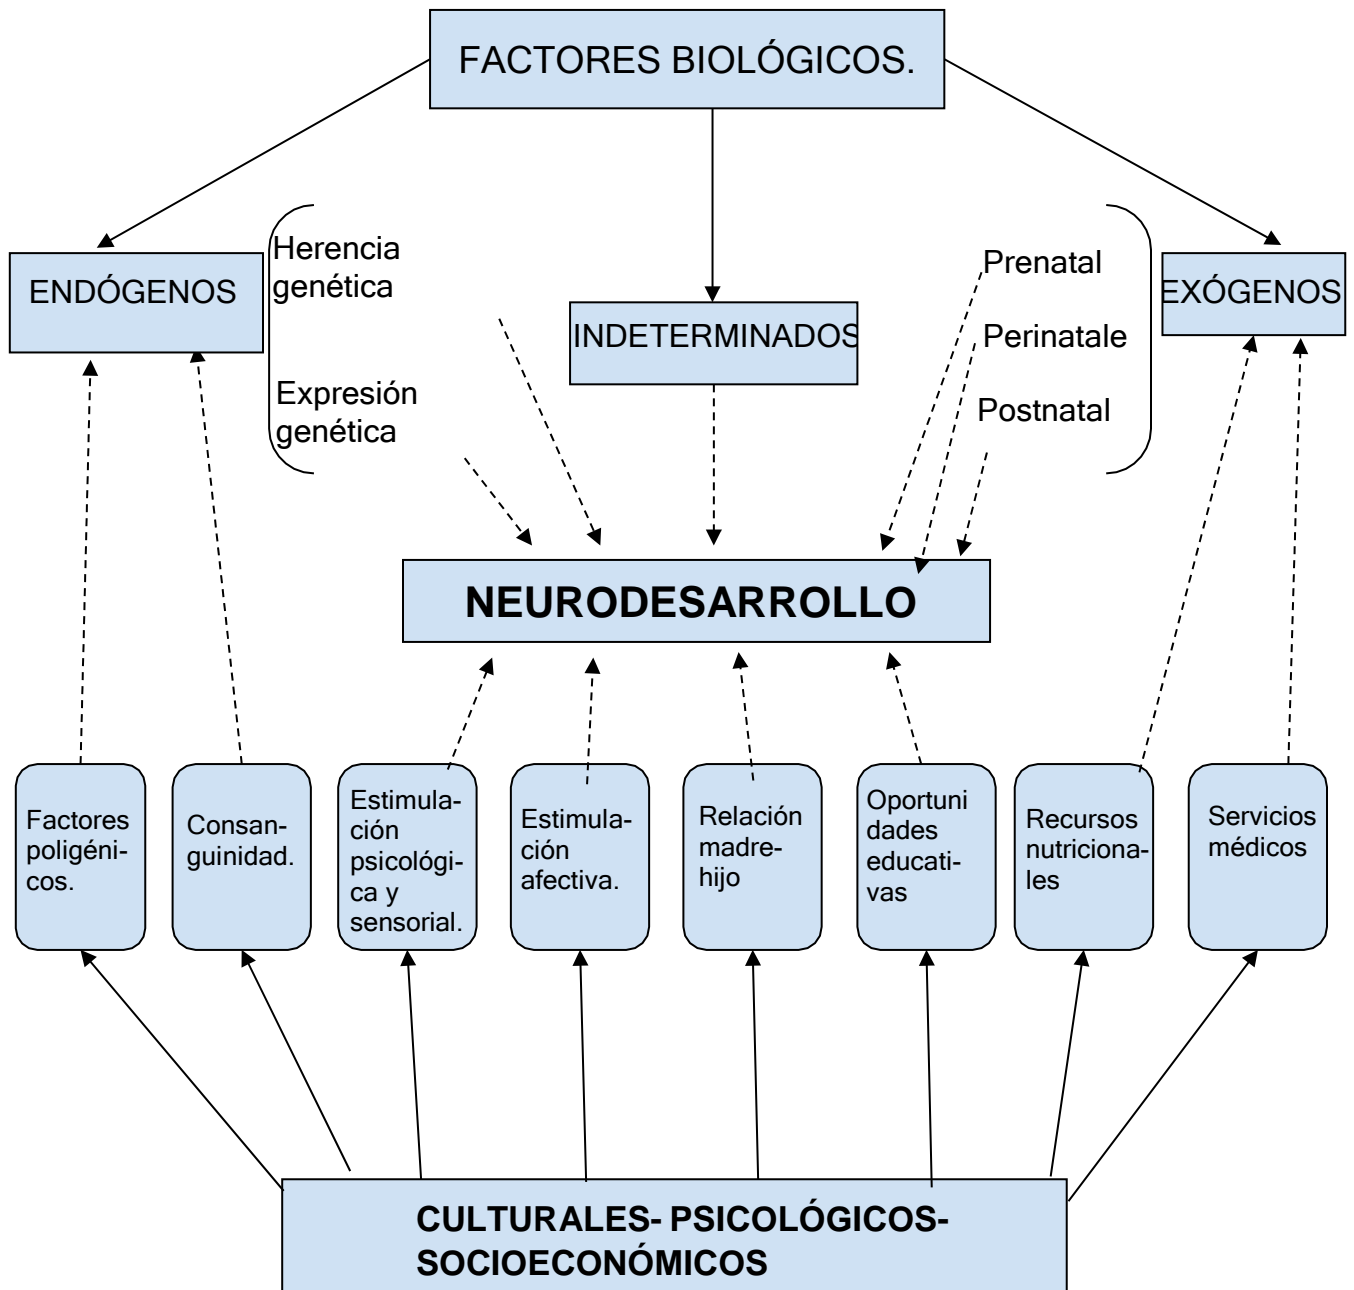 FACTORES BIOLÓGICOS.
ENDÓGENOS
Herencia
genética
Expresión
genética
INDETERMINADOS
Prenatal
Perinatale
Postnatal
EXÓGENOS
NEURODESARROLLO
Factores
poligéni-
cos.
Consan-
guinidad.
Estimula-
ción
psicológi-
ca y
sensorial.
Estimula-
ción
afectiva.
Relación
madre-
hijo
Oportuni
dades
educati-
vas
Recursos
nutriciona-
les
Servicios
médicos
CULTURALES- PSICOLÓGICOS-
SOCIOECONÓMICOS